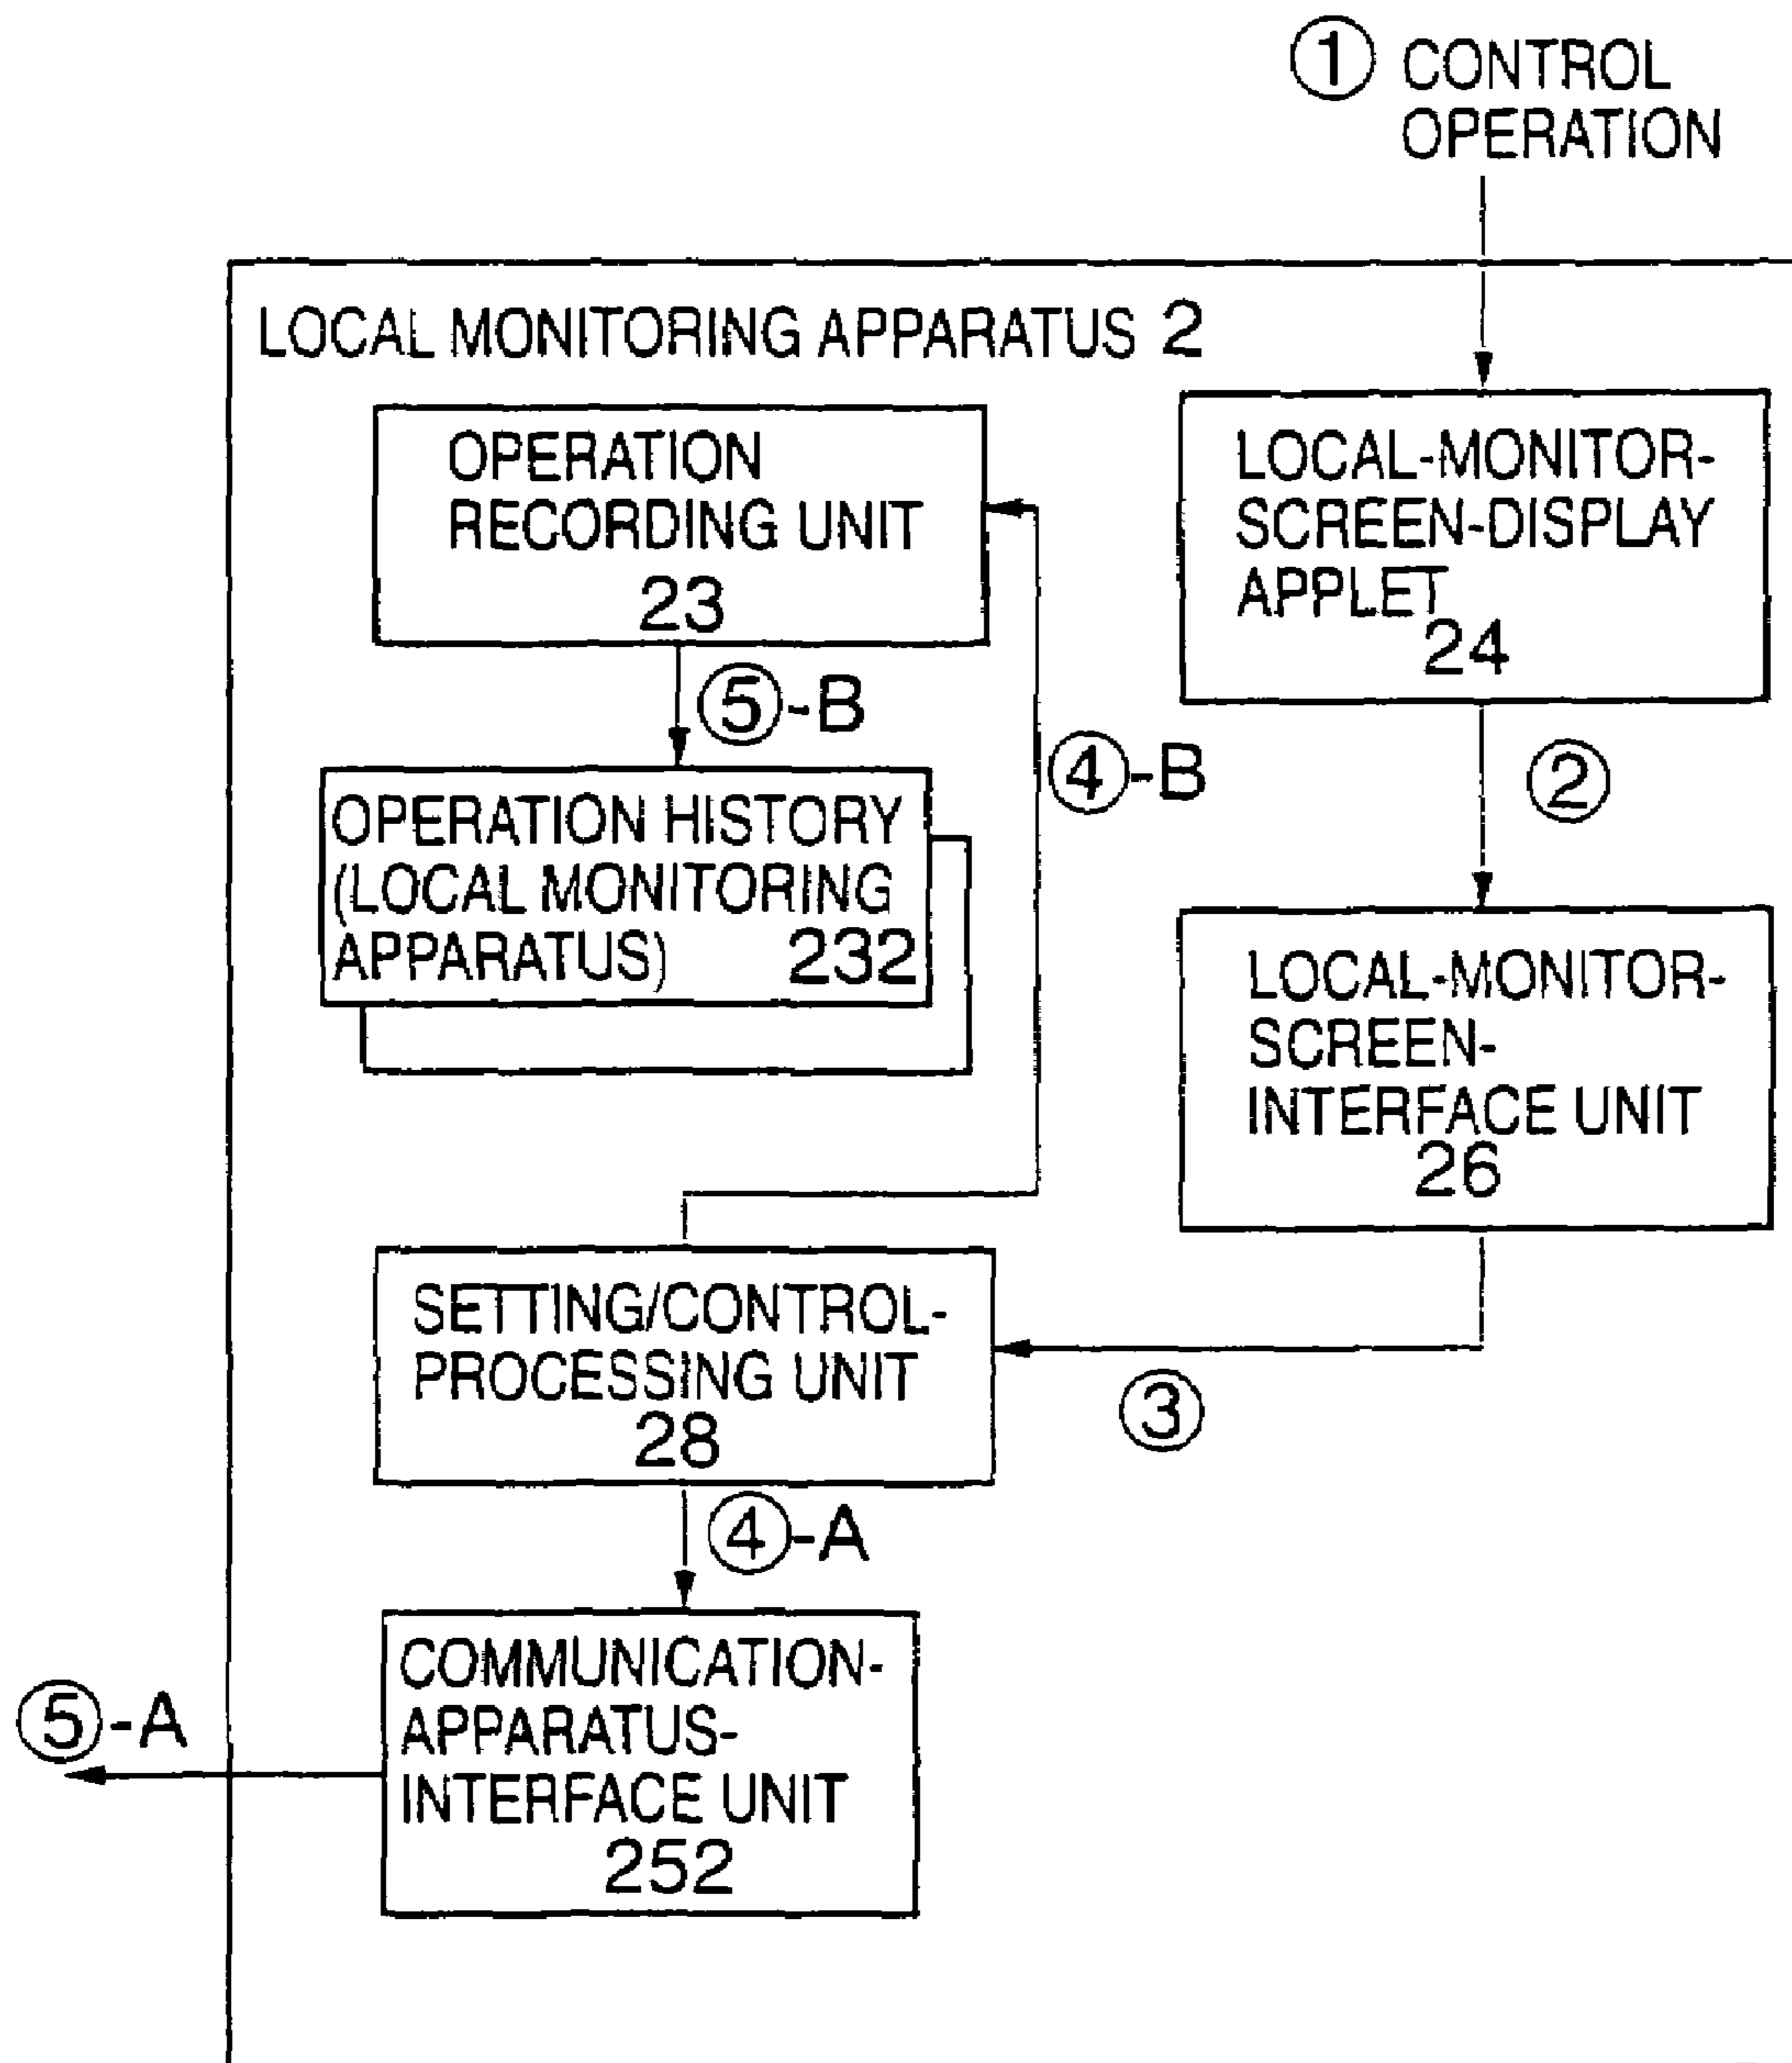 ① CONTROL
OPERATION
LOCAL MONITORING APPARATUS 2
OPERATION
RECORDING UNIT
23
LOCAL-MONITOR-
SCREEN-DISPLAY
APPLET
24
⑤-B
④-B
②
OPERATION HISTORY
(LOCAL MONITORING
APPARATUS) 232
LOCAL-MONITOR-
SCREEN-
INTERFACE UNIT
26
SETTING/CONTROL-
PROCESSING UNIT
28
③
④-A
COMMUNICATION-
APPARATUS-
INTERFACE UNIT
252
⑤-A